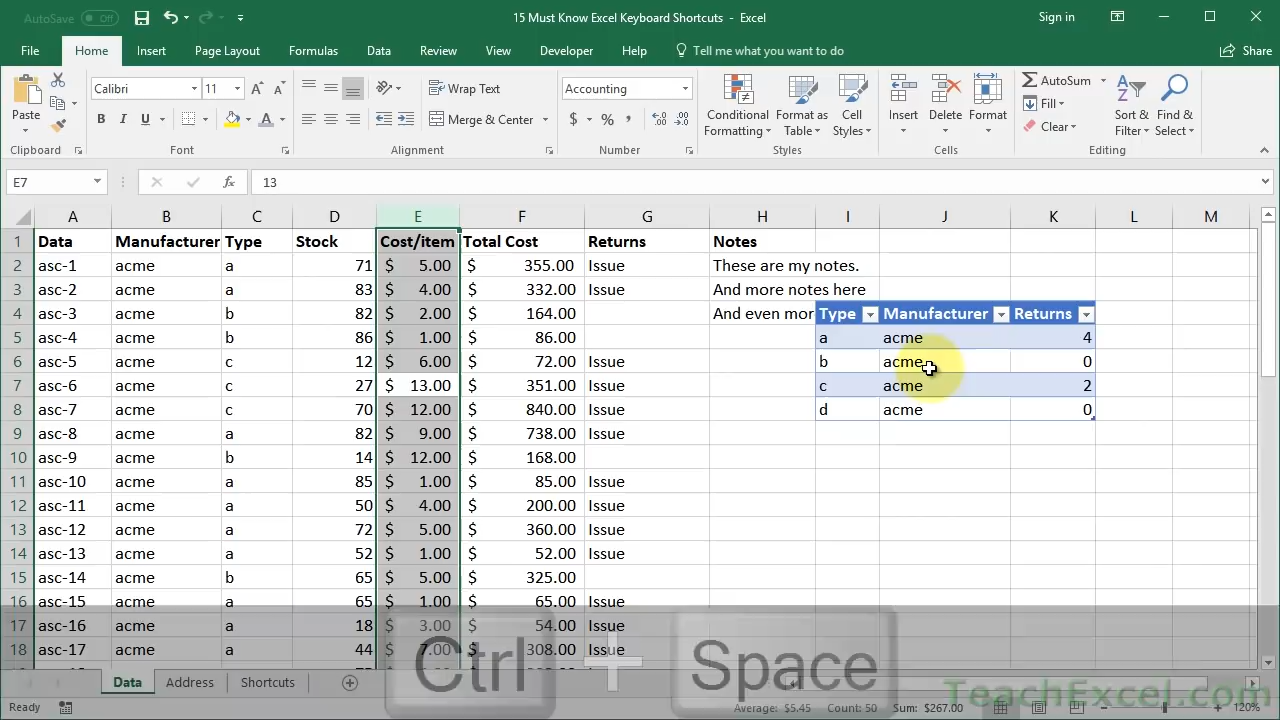 AutoSave Off 15 Must Know Excel Keyboard Shortcuts - Excel Sign in
File Home Insert Page Layout Formulas Data Review View Developer Help Tell me what you want to do Share
Paste Calibri 11 Wrap Text Accounting Conditional Formatting Format as Table Cell Styles Insert Delete Format AutoSum Fill Clear Sort & Filter Find & Select
B I U Merge & Center $ % ,
Clipboard Font Alignment Number Styles Cells Editing
E7 fx 13
A B C D E F G H I J K L M
1 Data Manufacturer Type Stock Cost/item Total Cost Returns Notes
2 asc-1 acme a 71 $ 5.00 $ 355.00 Issue These are my notes.
3 asc-2 acme a 83 $ 4.00 $ 332.00 Issue And more notes here
4 asc-3 acme b 82 $ 2.00 $ 164.00 And even mor Type Manufacturer Returns
5 asc-4 acme b 86 $ 1.00 $ 86.00 a acme 4
6 asc-5 acme c 12 $ 6.00 $ 72.00 Issue b acme 0
7 asc-6 acme c 27 $ 13.00 $ 351.00 Issue c acme 2
8 asc-7 acme c 70 $ 12.00 $ 840.00 Issue d acme 0
9 asc-8 acme a 82 $ 9.00 $ 738.00 Issue
10 asc-9 acme b 14 $ 12.00 $ 168.00
11 asc-10 acme a 85 $ 1.00 $ 85.00 Issue
12 asc-11 acme a 50 $ 4.00 $ 200.00 Issue
13 asc-12 acme a 72 $ 5.00 $ 360.00 Issue
14 asc-13 acme a 52 $ 1.00 $ 52.00 Issue
15 asc-14 acme b 65 $ 5.00 $ 325.00
16 asc-15 acme a 65 $ 1.00 $ 65.00 Issue
17 asc-16 acme a 18 $ 3.00 $ 54.00 Issue
18 asc-17 acme a 44 $ 7.00 $ 308.00 Issue
Ctrl + Space
Data Address Shortcuts
TeachExcel.com
Ready Average: $5.45 Count: 50 Sum: $267.00 120%